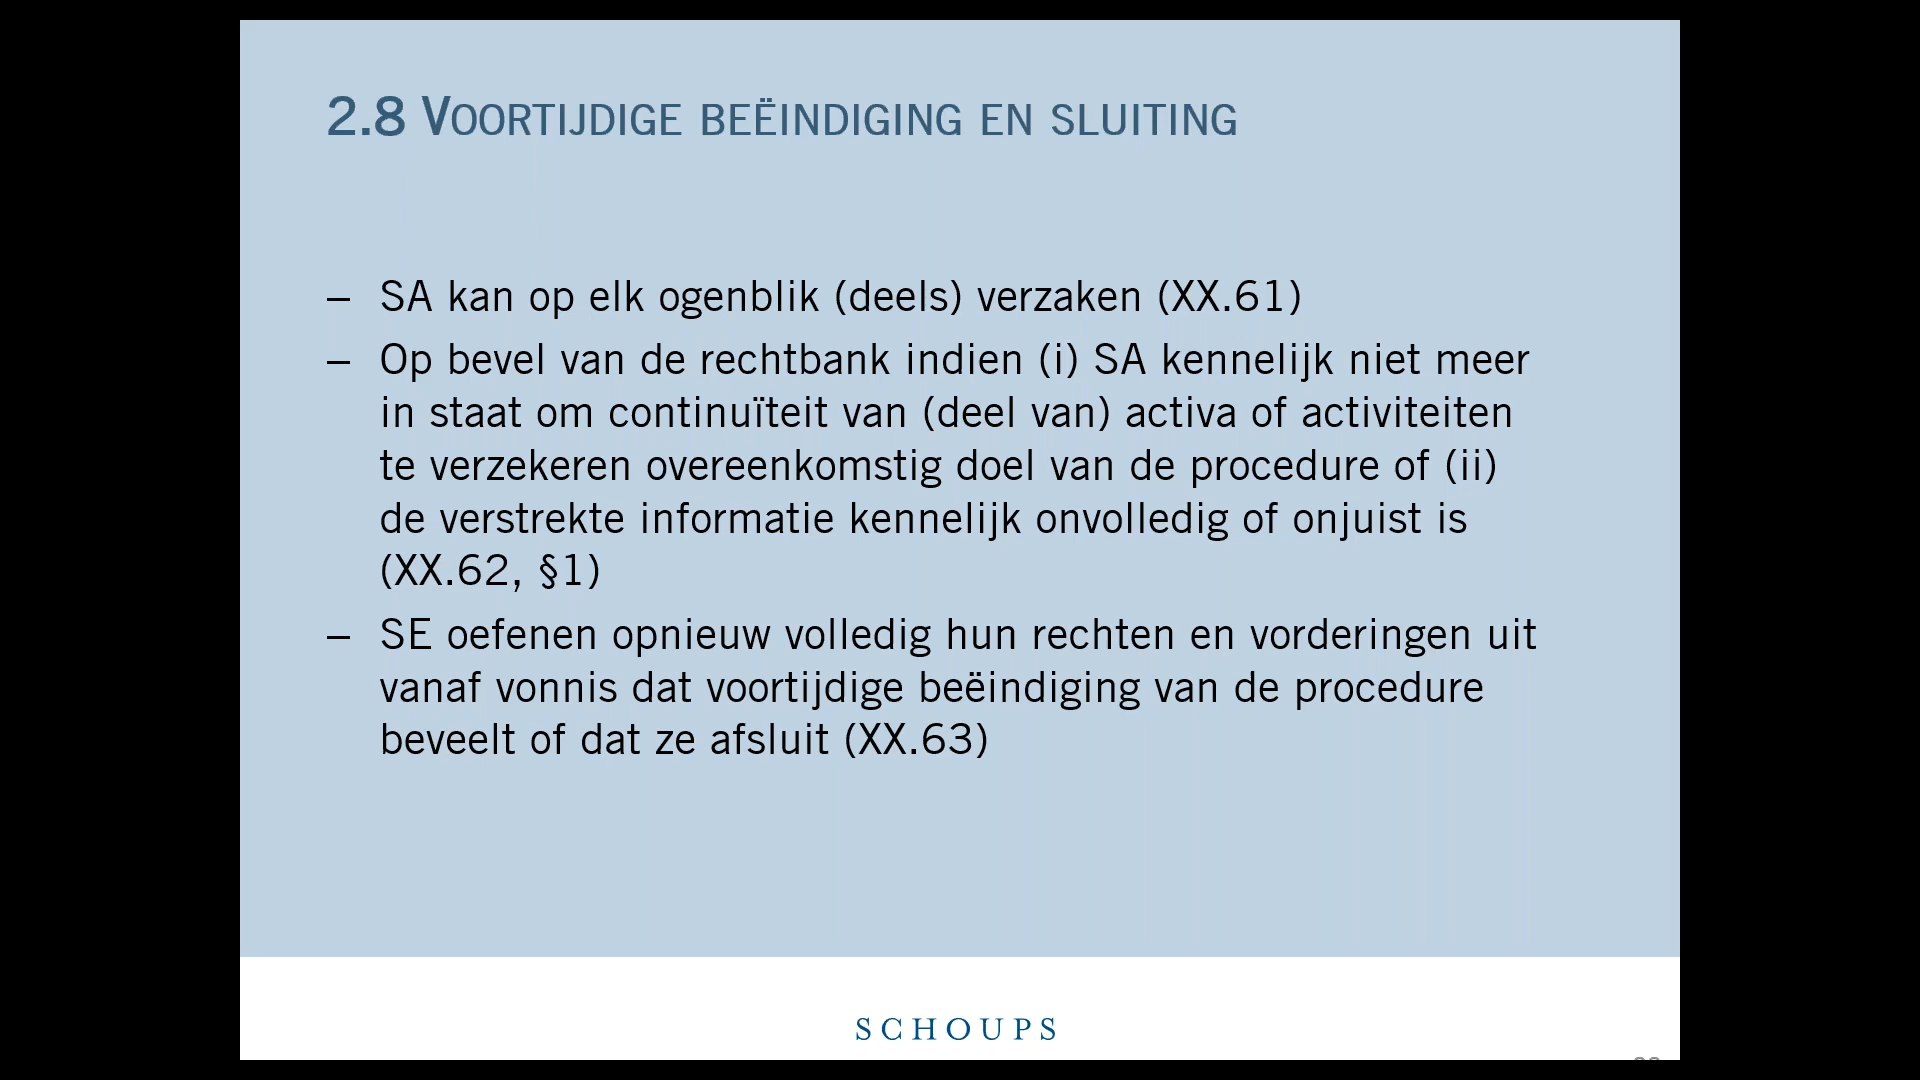 2.8 Voortijdige beëindiging en sluiting
– SA kan op elk ogenblik (deels) verzaken (XX.61)
– Op bevel van de rechtbank indien (i) SA kennelijk niet meer
in staat om continuïteit van (deel van) activa of activiteiten
te verzekeren overeenkomstig doel van de procedure of (ii)
de verstrekte informatie kennelijk onvolledig of onjuist is
(XX.62, §1)
– SE oefenen opnieuw volledig hun rechten en vorderingen uit
vanaf vonnis dat voortijdige beëindiging van de procedure
beveelt of dat ze afsluit (XX.63)
SCHOUPS